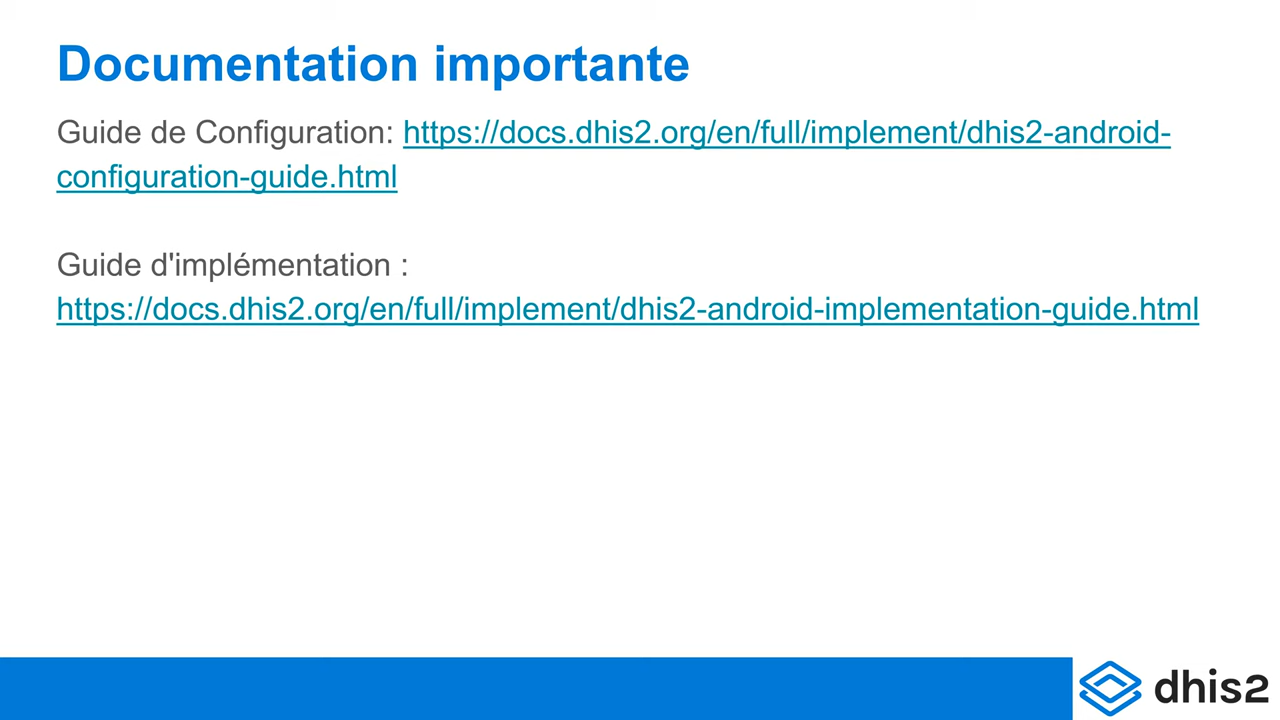 Documentation importante
Guide de Configuration: https://docs.dhis2.org/en/full/implement/dhis2-android-
configuration-guide.html
Guide d'implémentation :
https://docs.dhis2.org/en/full/implement/dhis2-android-implementation-guide.html
dhis2